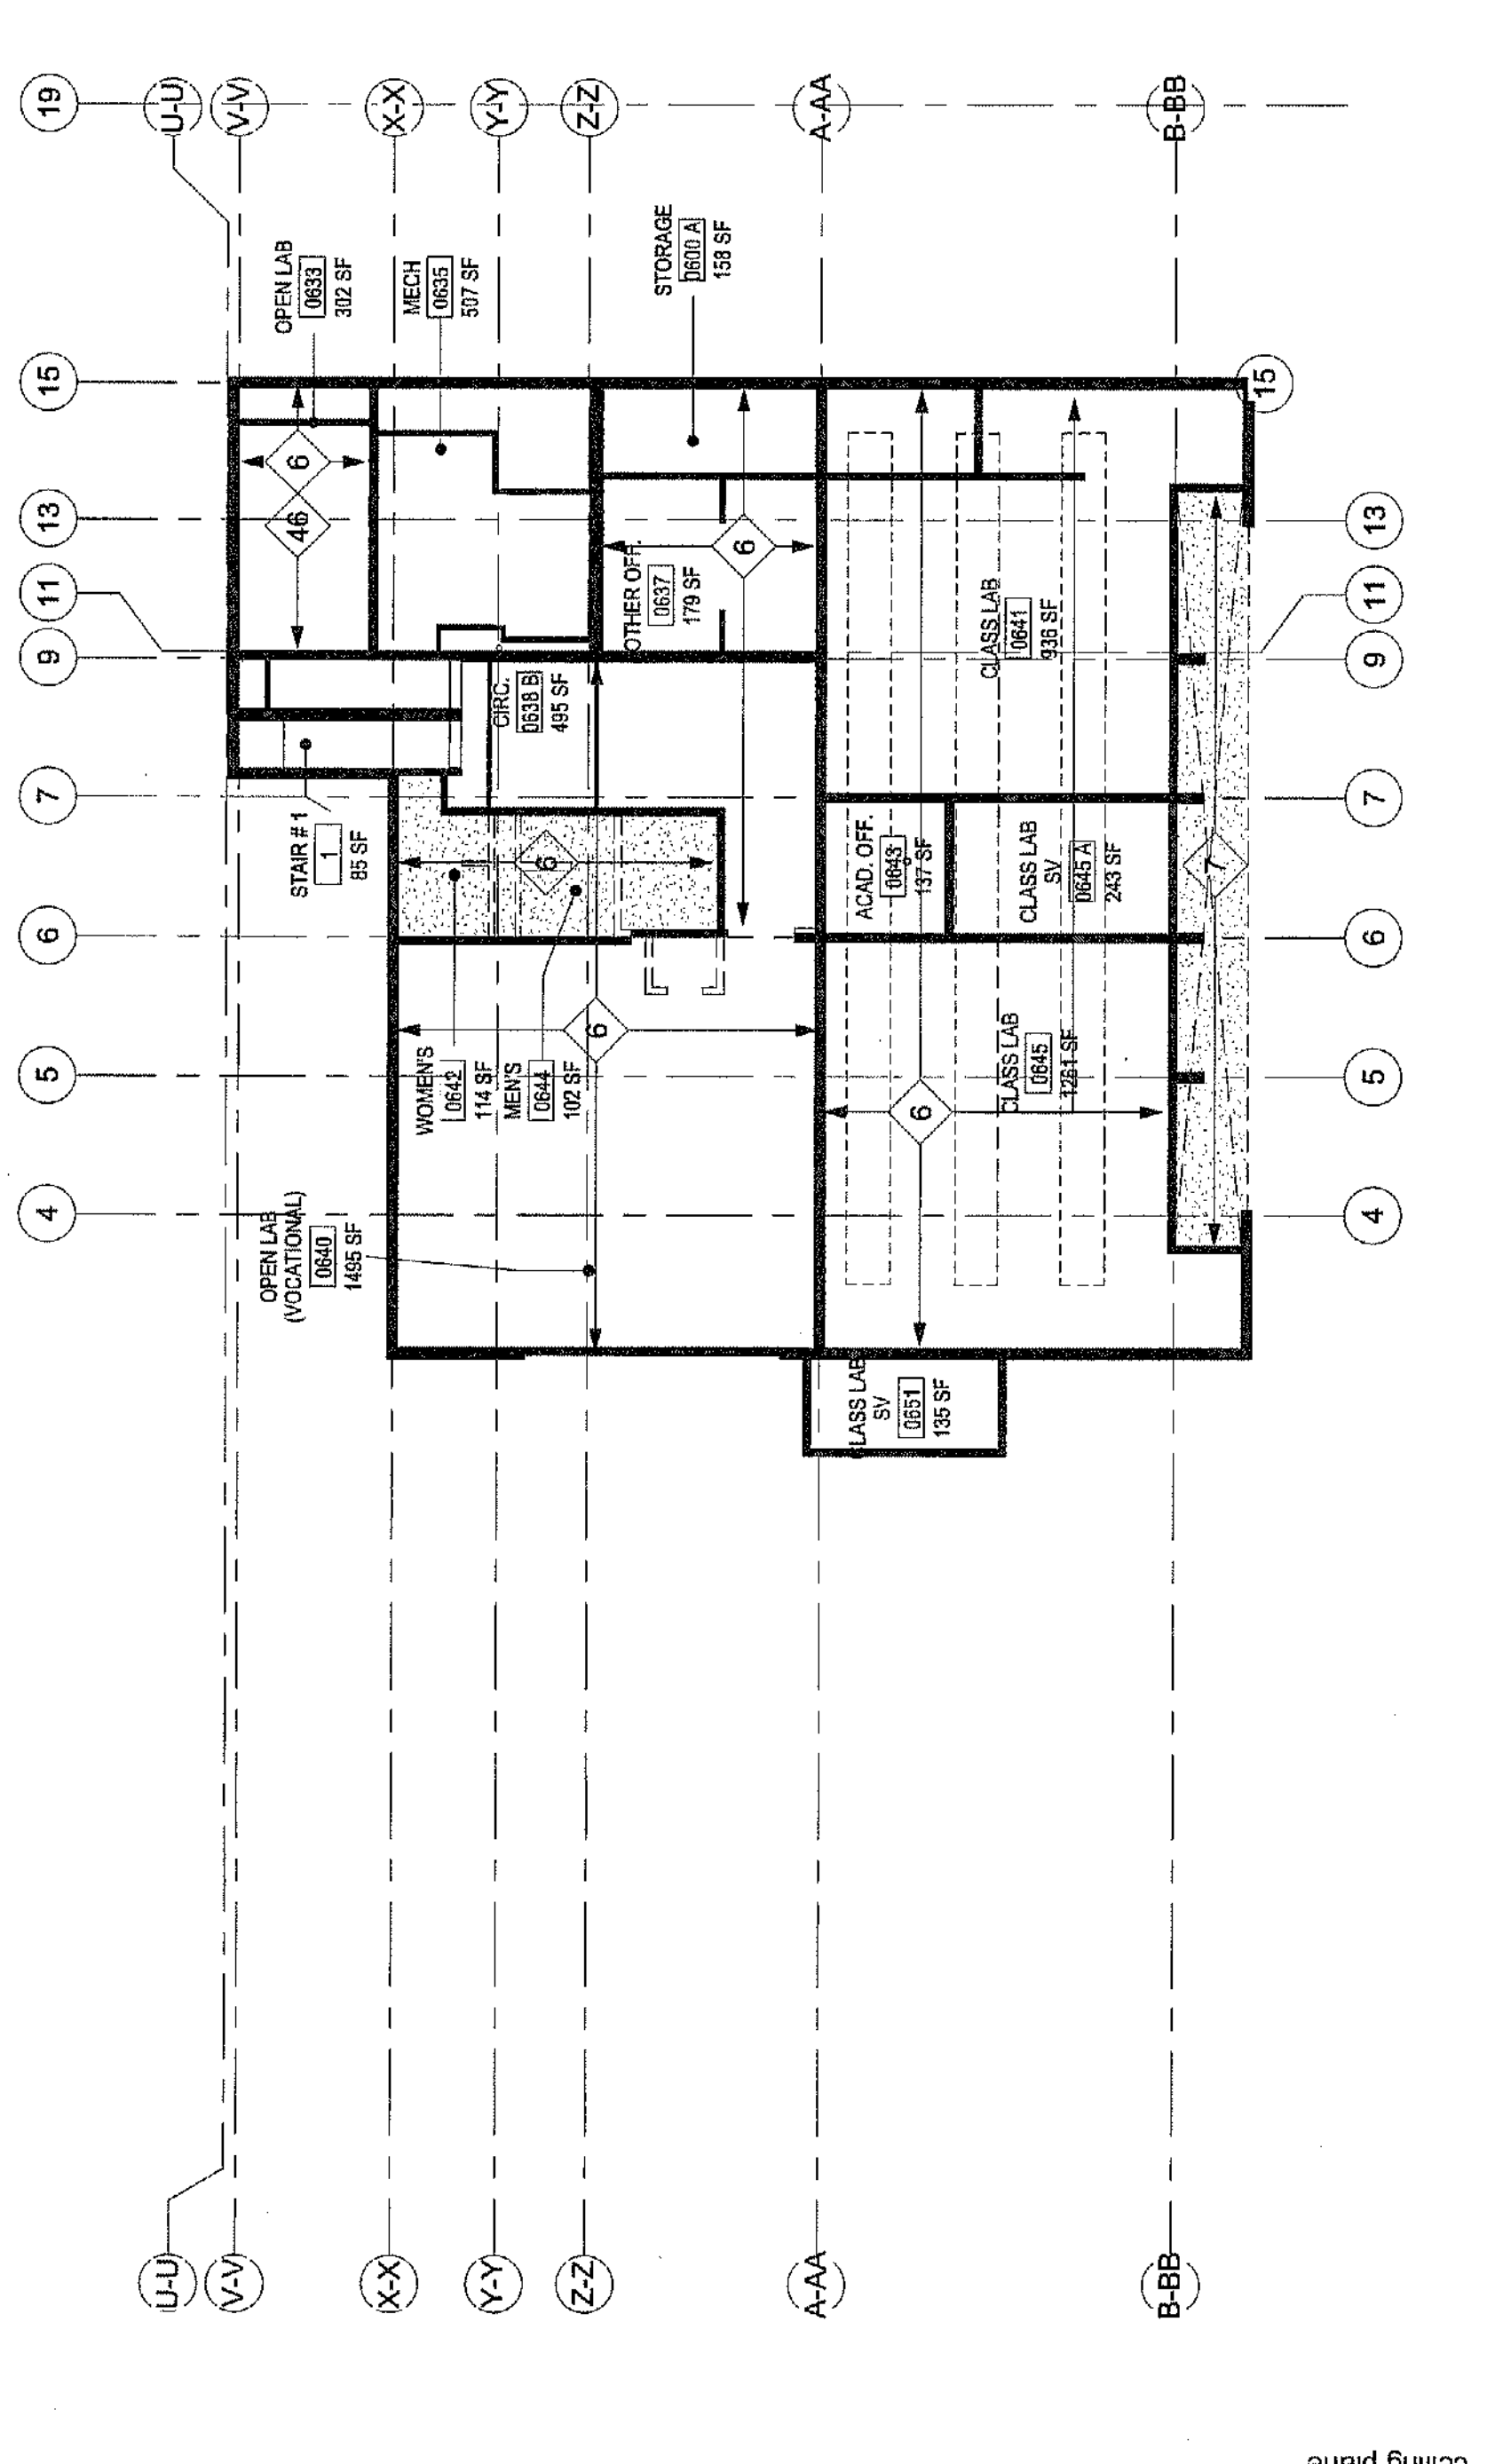 19
15
13
11
9
7
6
5
4
U-U
V-V
X-X
Y-Y
Z-Z
A-AA
B-BB
OPEN LAB
0633
302 SF
MECH
0635
507 SF
STORAGE
0600 A
158 SF
6
46
OTHER OFF.
0637
179 SF
6
CIRC.
0638 B
495 SF
CLASS LAB
0641
936 SF
STAIR #1
1
85 SF
6
ACAD. OFF.
0643
137 SF
CLASS LAB
SV
0645 A
243 SF
7
WOMEN'S
0642
114 SF
MEN'S
0644
102 SF
6
6
CLASS LAB
0645
1261 SF
OPEN LAB
(VOCATIONAL)
0640
1495 SF
LASS LAB
SV
0651
135 SF
15
13
11
9
7
6
5
4
U-U
V-V
X-X
Y-Y
Z-Z
A-AA
B-BB
ceiling plane